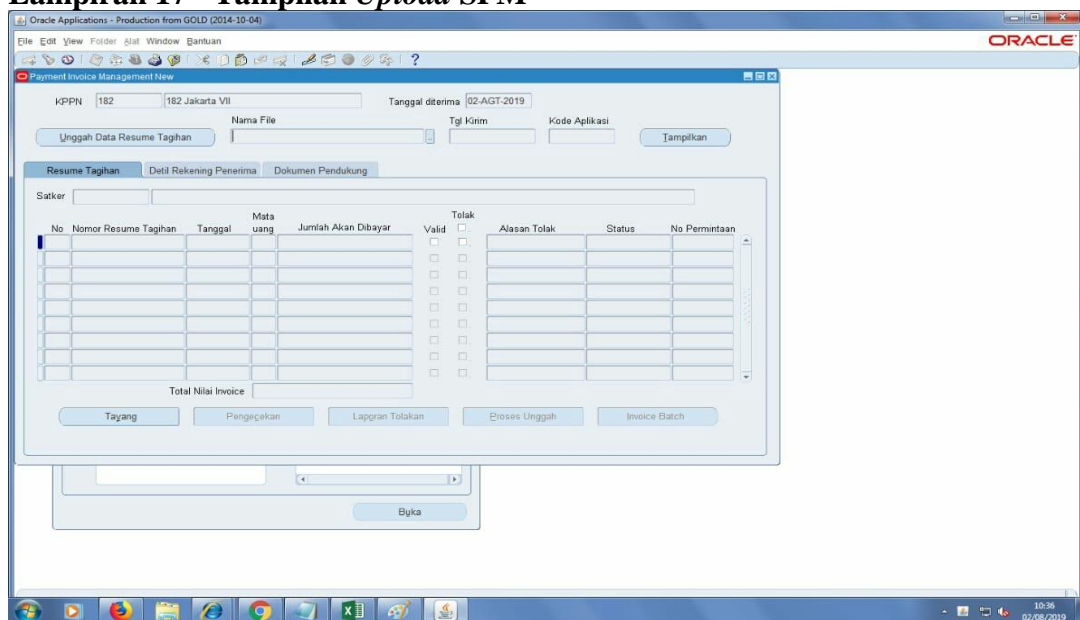 Lampiran 17 - Tampilan Upload SPM
Oracle Applications - Production from GOLD (2014-10-04)
File Edit View Folder Alat Window Bantuan
ORACLE
Payment Invoice Management New
KPPN 182 182 Jakarta VII Tanggal diterima 02-AGT-2019
Nama File Tgl Kirim Kode Aplikasi
Unggah Data Resume Tagihan Tampilkan
Resume Tagihan Detil Rekening Penerima Dokumen Pendukung
Satker
Mata Tolak
No Nomor Resume Tagihan Tanggal uang Jumlah Akan Dibayar Valid Alasan Tolak Status No Permintaan
Total Nilai Invoice
Tayang Pengecekan Laporan Tolakan Proses Unggah Invoice Batch
Buka
10:36
02/08/2019